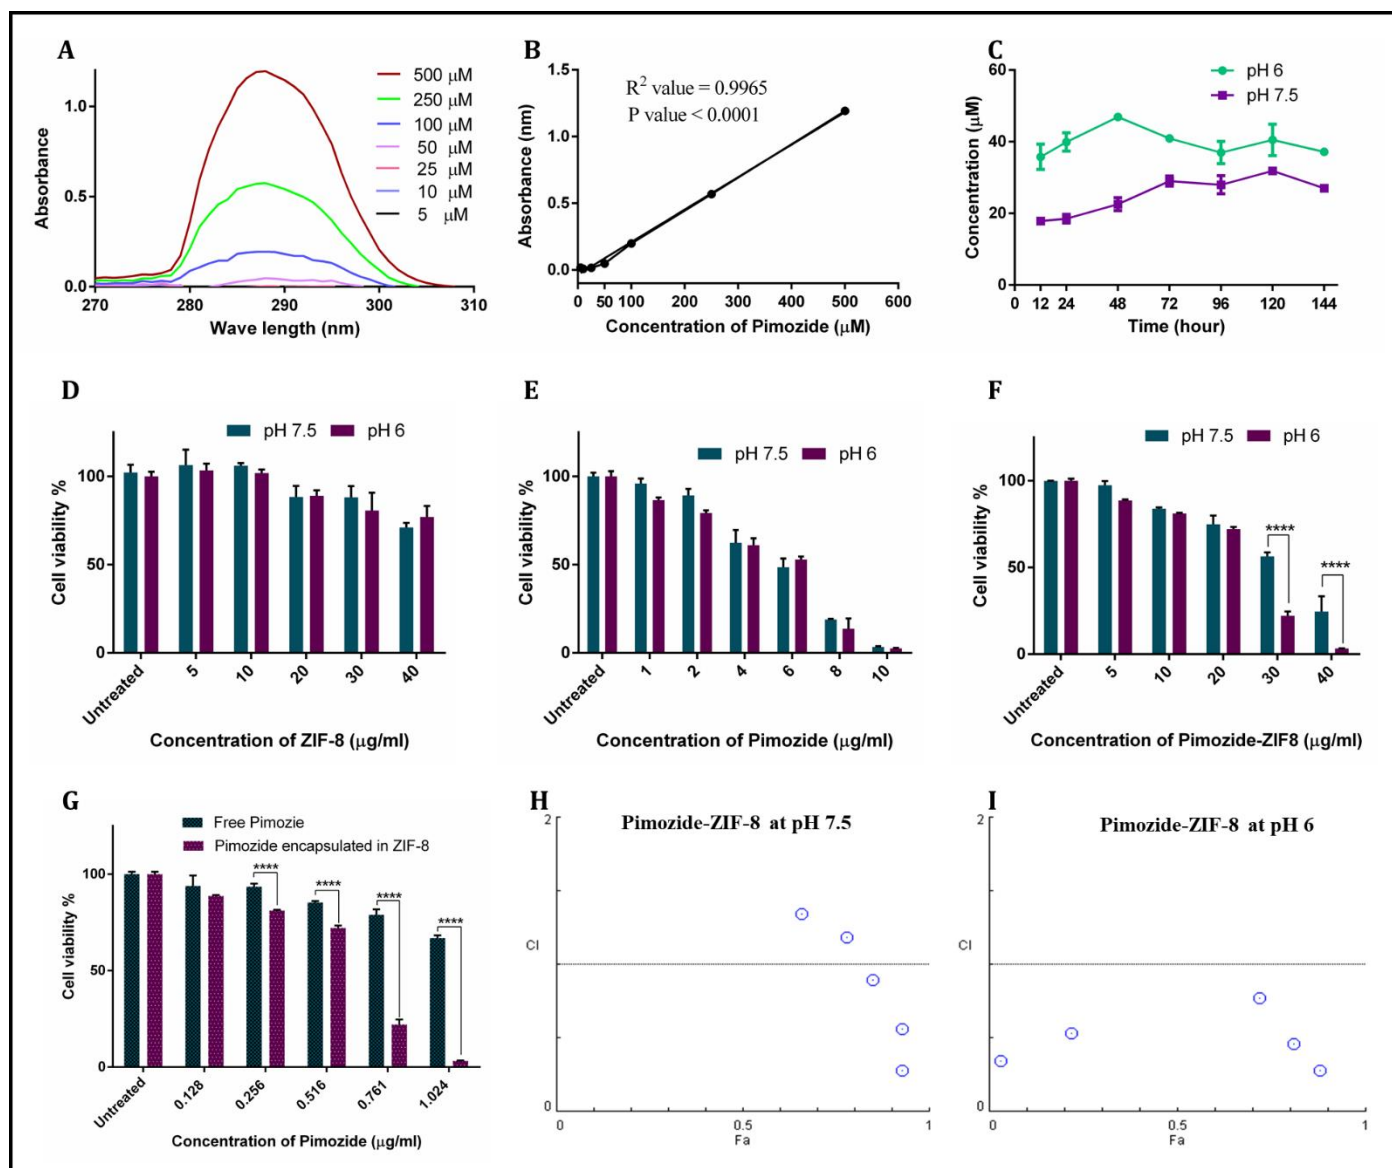 A
1.0
0.5
0.0
Absorbance
270
280
290
300
310
Wave length (nm)
500 μM
250 μM
100 μM
50 μM
25 μM
10 μM
5 μM
B
1.5
1.0
0.5
0.0
Absorbance (nm)
R² value = 0.9965
P value < 0.0001
0
50
100
200
300
400
500
600
Concentration of Pimozide (μM)
C
60
40
20
0
Concentration (μM)
pH 6
pH 7.5
0
12
24
48
72
96
120
144
Time (hour)
D
pH 7.5
pH 6
100
50
0
Cell viability %
Untreated
5
10
20
30
40
Concentration of ZIF-8 (μg/ml)
E
pH 7.5
pH 6
100
50
0
Cell viability %
Untreated
1
2
4
6
8
10
Concentration of Pimozide (μg/ml)
F
pH 7.5
pH 6
100
50
0
Cell viability %
****
****
Untreated
5
10
20
30
40
Concentration of Pimozide-ZIF8 (μg/ml)
G
Free Pimozie
Pimozide encapsulated in ZIF-8
100
50
0
Cell viability %
****
****
****
****
Untreated
0.128
0.256
0.516
0.761
1.024
Concentration of Pimozide (μg/ml)
H
Pimozide-ZIF-8 at pH 7.5
2
CI
0
0.5
1
Fa
I
Pimozide-ZIF-8 at pH 6
2
CI
0
0
0.5
1
Fa